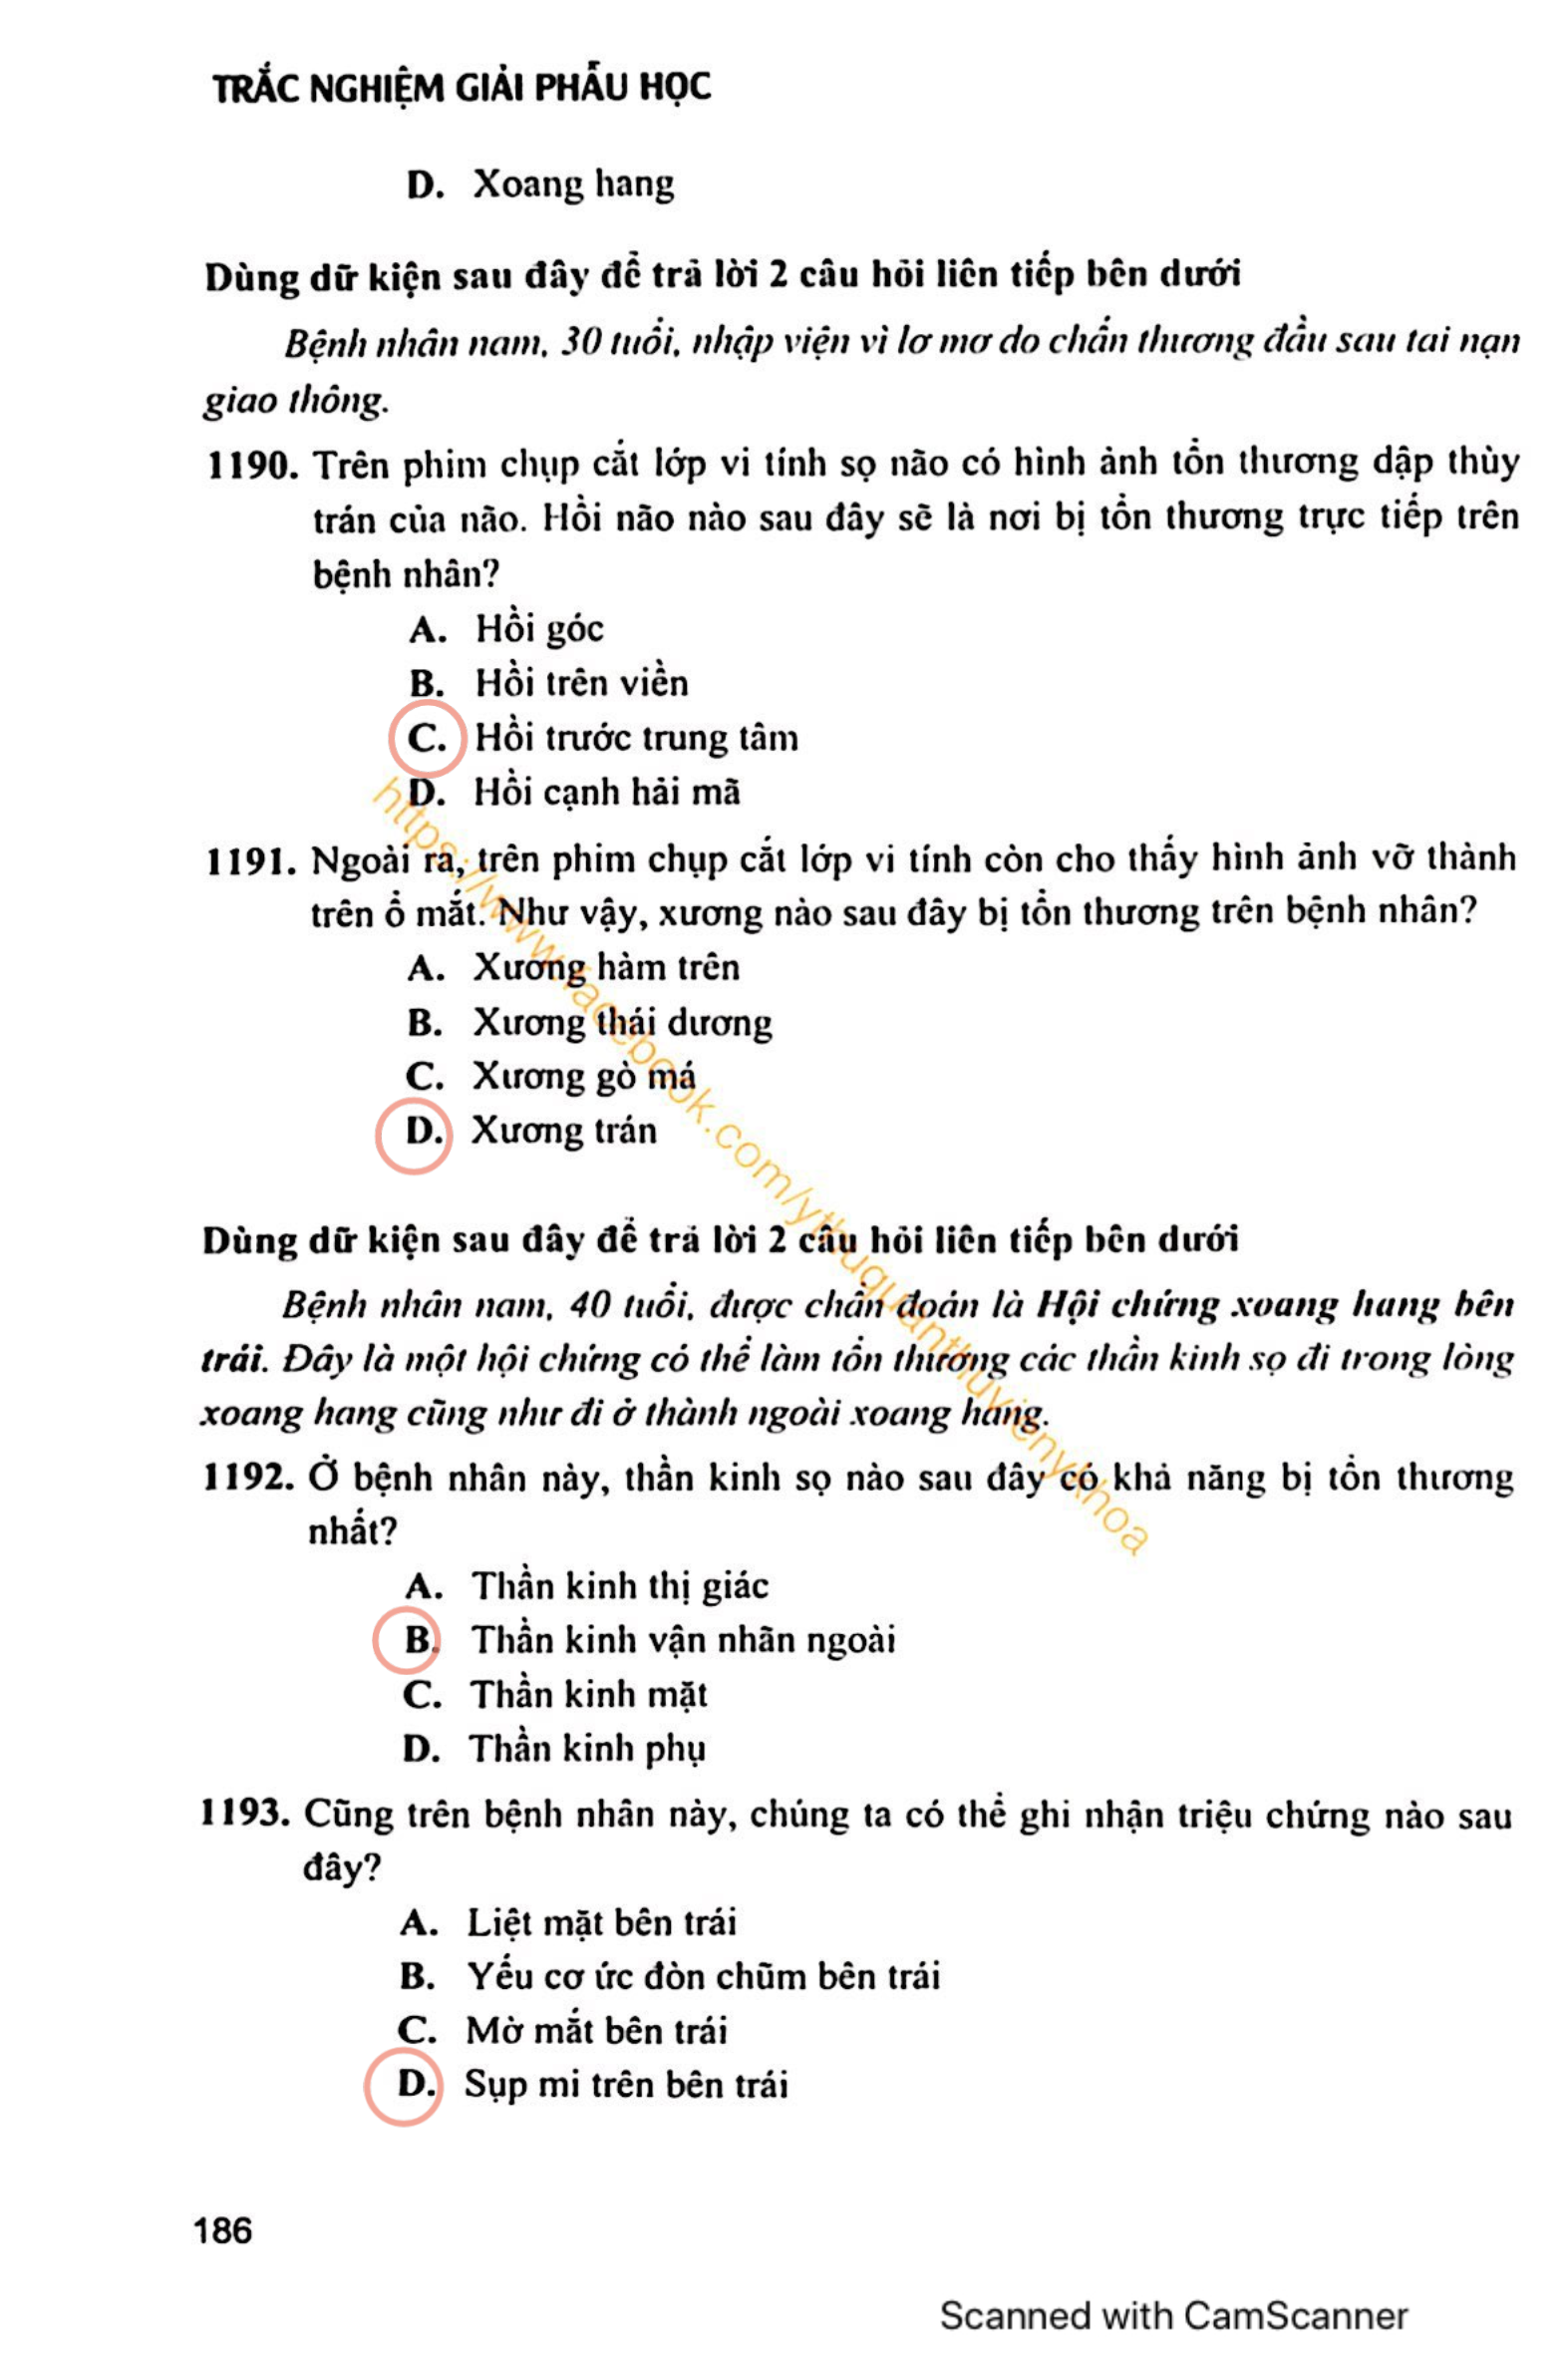 TRẮC NGHIỆM GIẢI PHẪU HỌC
D. Xoang hang
Dùng dữ kiện sau đây để trả lời 2 câu hỏi liên tiếp bên dưới
Bệnh nhân nam, 30 tuổi, nhập viện vì lơ mơ do chấn thương đầu sau tai nạn
giao thông.
1190. Trên phim chụp cắt lớp vi tính sọ não có hình ảnh tổn thương dập thùy
trán của não. Hồi não nào sau đây sẽ là nơi bị tổn thương trực tiếp trên
bệnh nhân?
A. Hồi góc
B. Hồi trên viền
C. Hồi trước trung tâm
D. Hồi cạnh hải mã
1191. Ngoài ra, trên phim chụp cắt lớp vi tính còn cho thấy hình ảnh vỡ thành
trên ổ mắt. Như vậy, xương nào sau đây bị tổn thương trên bệnh nhân?
A. Xương hàm trên
B. Xương thái dương
C. Xương gò má
D. Xương trán
https://www.facebook.com/ythuquanthuvienykhoa
Dùng dữ kiện sau đây để trả lời 2 câu hỏi liên tiếp bên dưới
Bệnh nhân nam, 40 tuổi, được chẩn đoán là Hội chứng xoang hang bên
trái. Đây là một hội chứng có thể làm tổn thương các thần kinh sọ đi trong lòng
xoang hang cũng như đi ở thành ngoài xoang hang.
1192. Ở bệnh nhân này, thần kinh sọ nào sau đây có khả năng bị tổn thương
nhất?
A. Thần kinh thị giác
B. Thần kinh vận nhãn ngoài
C. Thần kinh mặt
D. Thần kinh phụ
1193. Cũng trên bệnh nhân này, chúng ta có thể ghi nhận triệu chứng nào sau
đây?
A. Liệt mặt bên trái
B. Yếu cơ ức đòn chũm bên trái
C. Mờ mắt bên trái
D. Sụp mi trên bên trái
186
Scanned with CamScanner